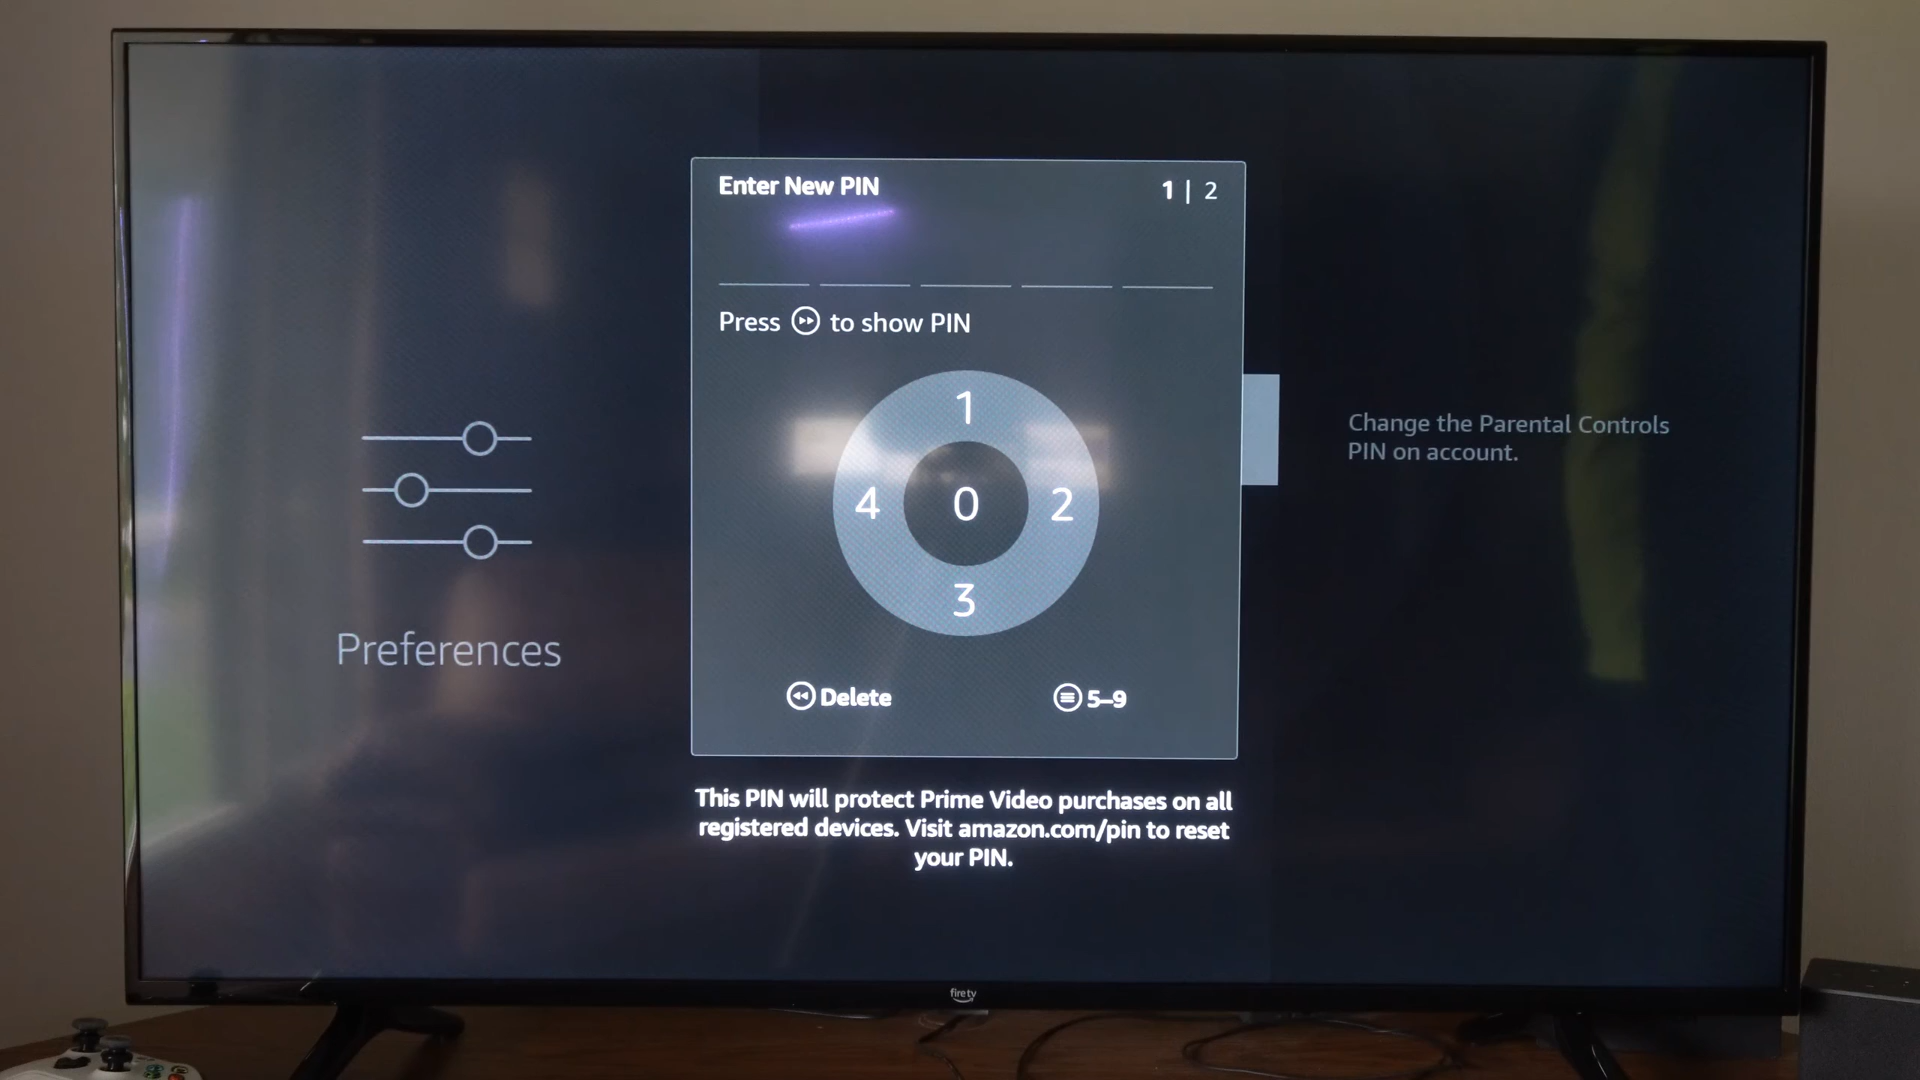 Enter New PIN
1 | 2
Press to show PIN
1
4 0 2
3
Delete
5–9
Preferences
Change the Parental Controls
PIN on account.
This PIN will protect Prime Video purchases on all
registered devices. Visit amazon.com/pin to reset
your PIN.
fire tv